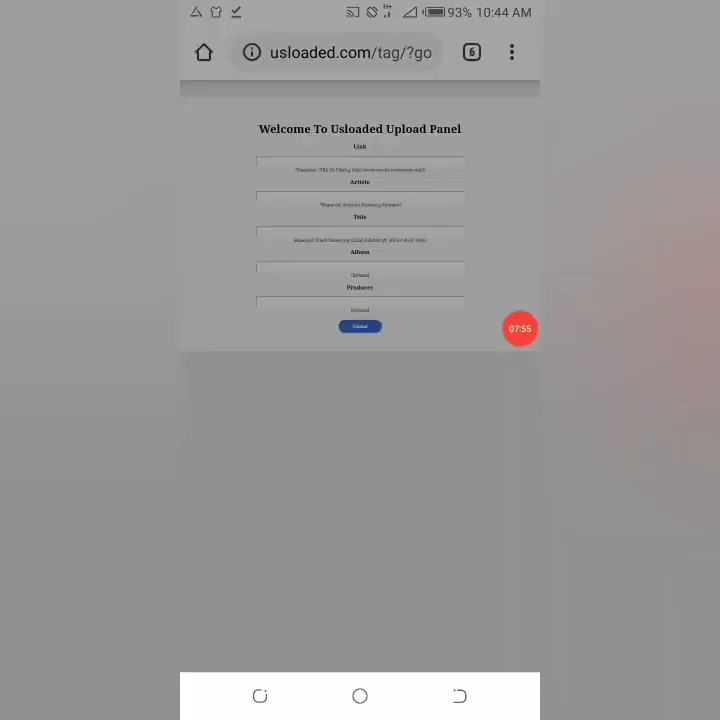 93% 10:44 AM
H+
usloaded.com/tag/?go
6
Welcome To Usloaded Upload Panel
Link
Artiste
Title
Album
Optional
Producer
Optional
Upload
07:55